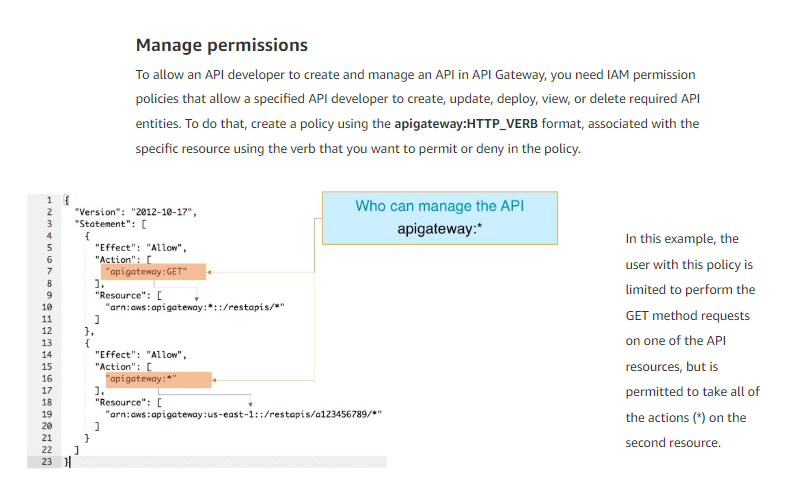 Manage permissions
To allow an API developer to create and manage an API in API Gateway, you need IAM permission
policies that allow a specified API developer to create, update, deploy, view, or delete required API
entities. To do that, create a policy using the apigateway:HTTP_VERB format, associated with the
specific resource using the verb that you want to permit or deny in the policy.
1 {
2 "Version": "2012-10-17",
3 "Statement": [
4 {
5 "Effect": "Allow",
6 "Action": [
7 "apigateway:GET"
8 ],
9 "Resource": [
10 "arn:aws:apigateway:*::/restapis/*"
11 ]
12 },
13 {
14 "Effect": "Allow",
15 "Action": [
16 "apigateway:*"
17 ],
18 "Resource": [
19 "arn:aws:apigateway:us-east-1::/restapis/a123456789/*"
20 ]
21 }
22 ]
23 }
Who can manage the API
apigateway:*
In this example, the
user with this policy is
limited to perform the
GET method requests
on one of the API
resources, but is
permitted to take all of
the actions (*) on the
second resource.